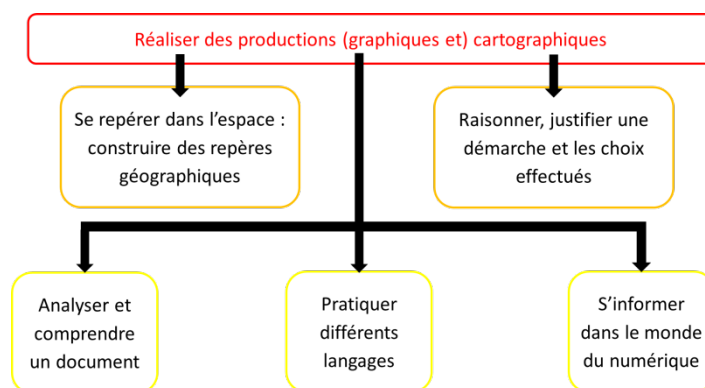 Réaliser des productions (graphiques et) cartographiques
Se repérer dans l’espace :
construire des repères
géographiques
Raisonner, justifier une
démarche et les choix
effectués
Analyser et
comprendre
un document
Pratiquer
différents
langages
S’informer
dans le monde
du numérique